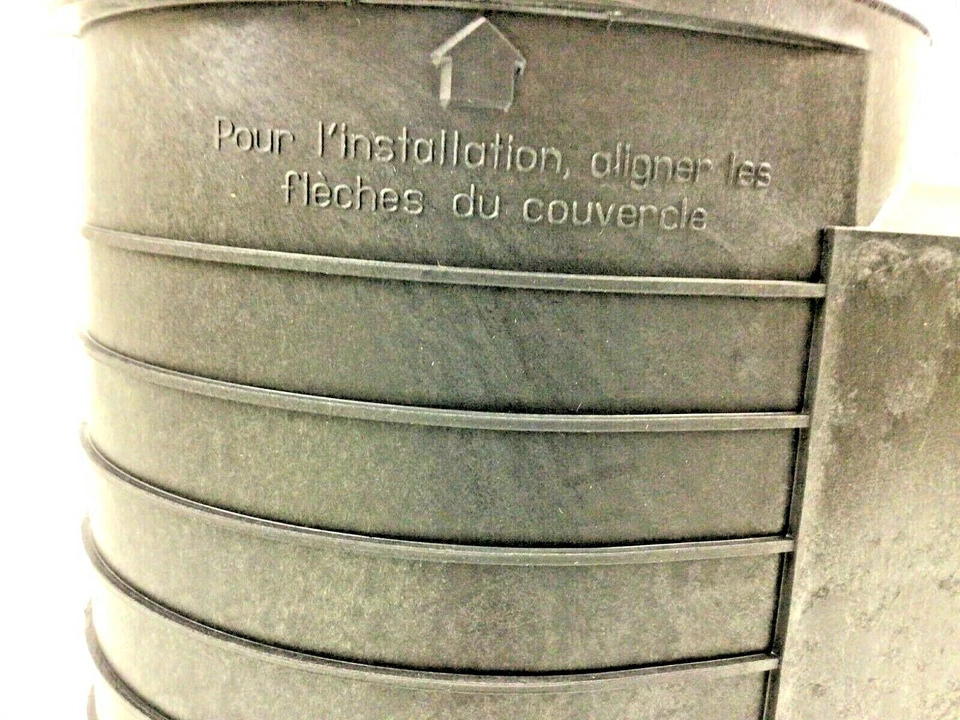 Pour l'installation, aligner les
flèches du couvercle